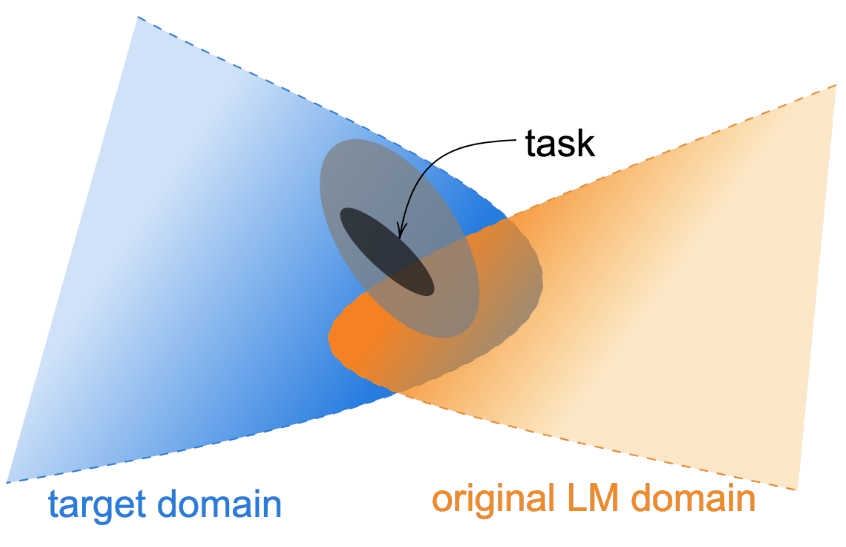 task
target domain
original LM domain